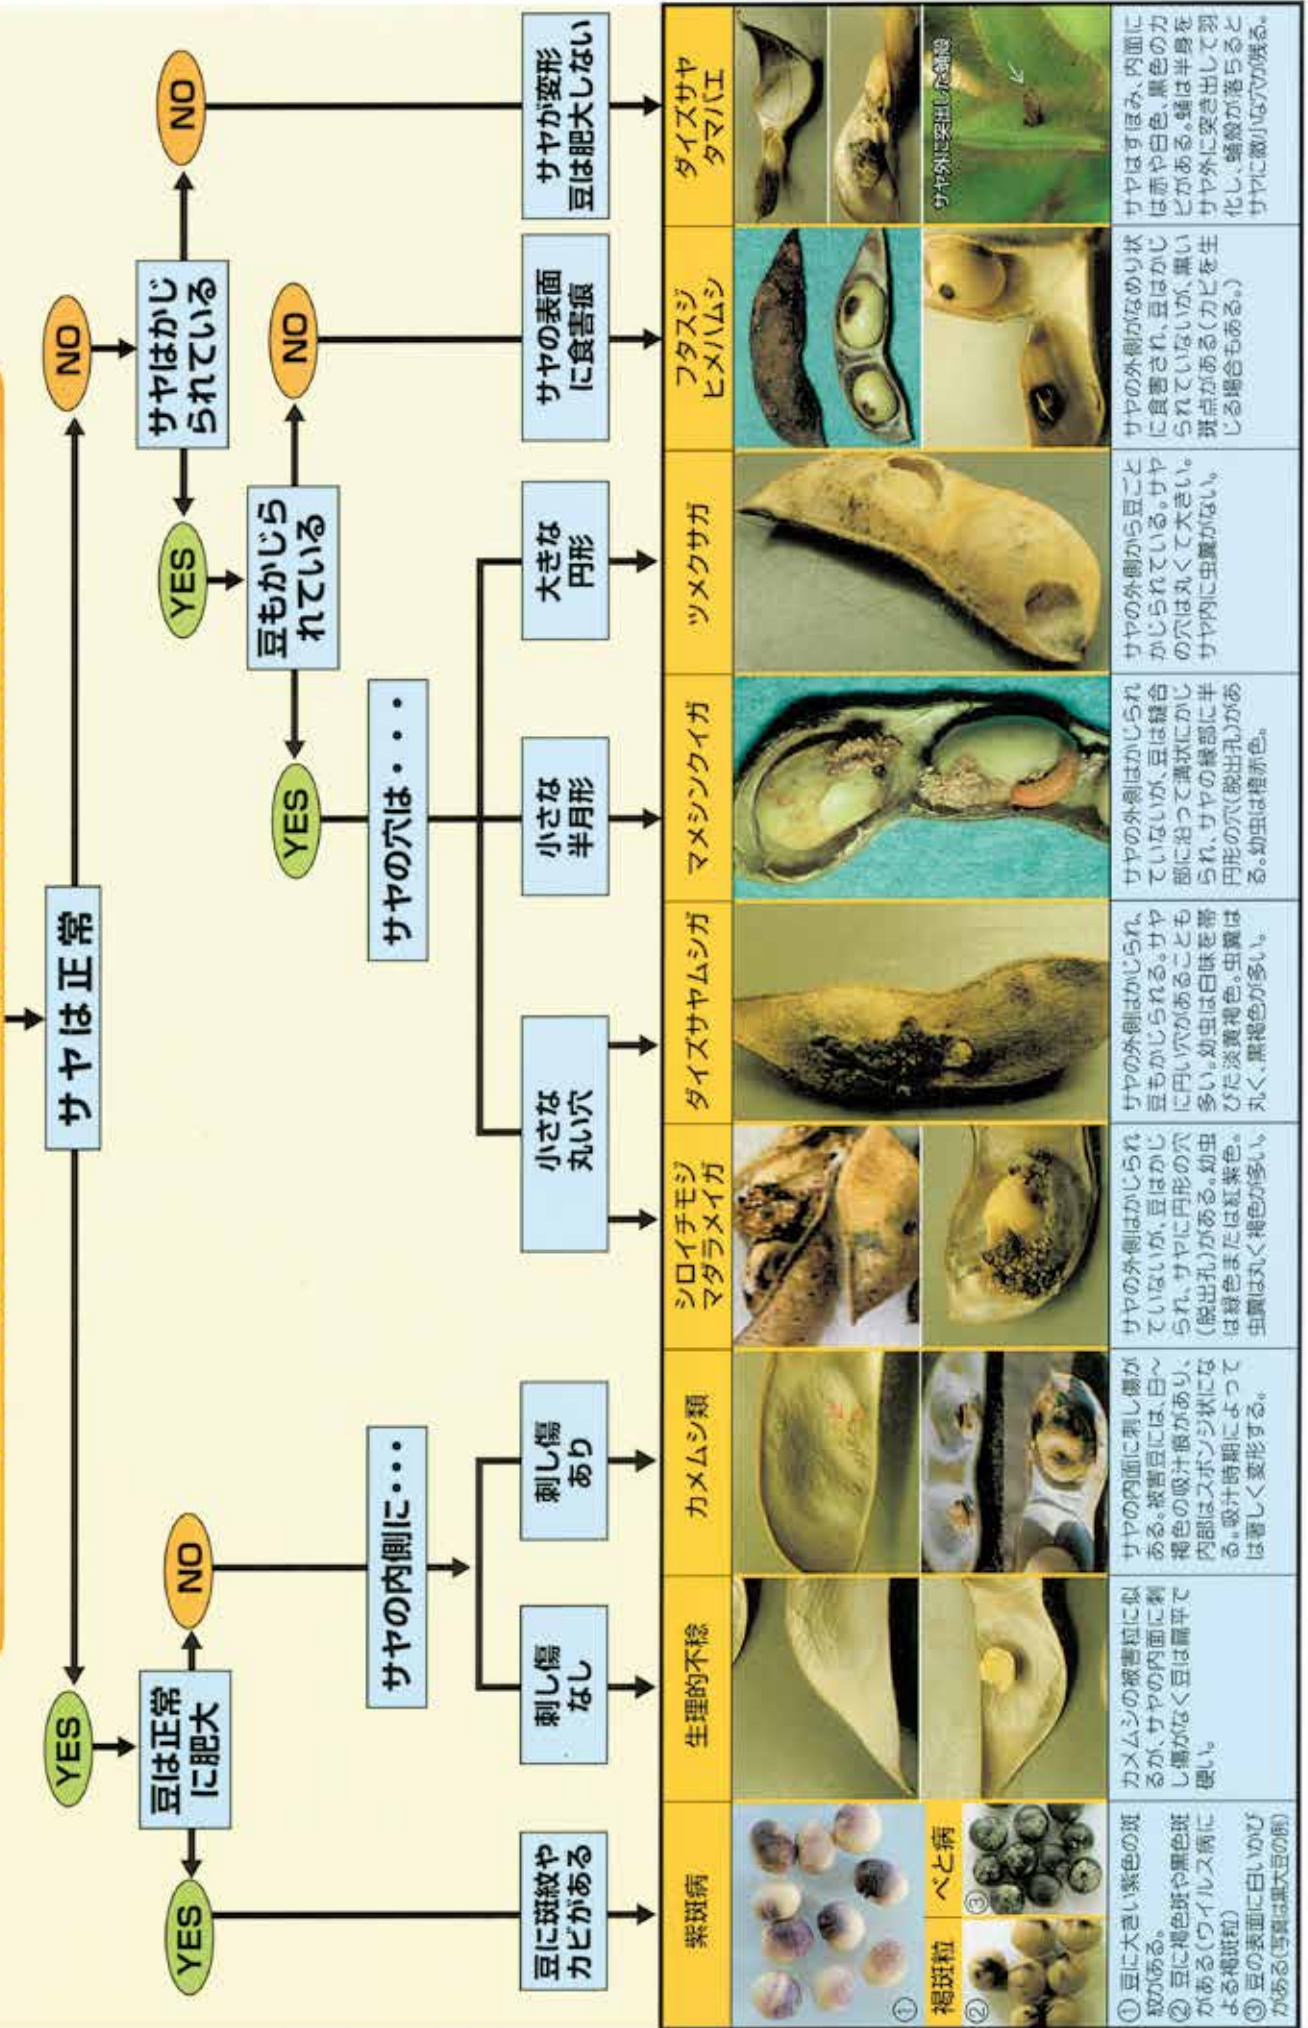 サヤは正常
YES
NO
豆は正常
に肥大
サヤはかじ
られている
YES
NO
YES
NO
豆もかじら
れている
YES
NO
サヤの内側に・・・
サヤの穴は・・・・
豆に斑紋や
カビがある
刺し傷
なし
刺し傷
あり
小さな
丸い穴
小さな
半月形
大きな
円形
サヤの表面
に食害痕
サヤが変形
豆は肥大しない
紫斑病
生理的不稔
カメムシ類
シロイチモジ
マダラメイガ
ダイズサヤムシガ
マメシンクイガ
ツメクサガ
フタスジ
ヒメハムシ
ダイズサヤ
タマバエ
①
褐斑粒
べと病
②
③
サヤ外に突出した蛹殻
① 豆に大きい紫色の斑
紋がある。
② 豆に褐色斑や黒色斑
がある(ウイルス病に
よる褐斑粒)
③ 豆の表面に白いかび
がある(写真は黒大豆の例)
カメムシの被害粒に似
るが、サヤの内面に刺
し傷がなく豆は扁平で
硬い。
サヤの内面に刺し傷が
ある。被害豆には、白~
褐色の吸汁痕があり、
内部はスポンジ状にな
る。吸汁時期によって
は著しく変形する。
サヤの外側はかじられ
ていないが、豆はかじ
られ、サヤに円形の穴
(脱出孔)がある。幼虫
は緑色または紅紫色。
虫糞は丸く褐色が多い。
サヤの外側はかじられ、
豆もかじられる。サヤ
に円い穴があることも
多い。幼虫は白味を帯
びた淡黄褐色。虫糞は
丸く、黒褐色が多い。
サヤの外側はかじられ
ていないが、豆は縫合
部に沿って溝状にかじ
られ、サヤの縁部に半
円形の穴(脱出孔)があ
る。幼虫は橙赤色。
サヤの外側から豆ごと
かじられている。サヤ
の穴は丸くて大きい。
サヤ内に虫糞がない。
サヤの外側がなめり状
に食害され、豆はかじ
られていないが、黒い
斑点がある(カビを生
じる場合もある。)
サヤはすぼみ、内面に
は赤や白色、黒色のカ
ビがある。蛹は半身を
サヤ外に突き出して羽
化し、蛹殻が落ちると
サヤに微小な穴が残る。